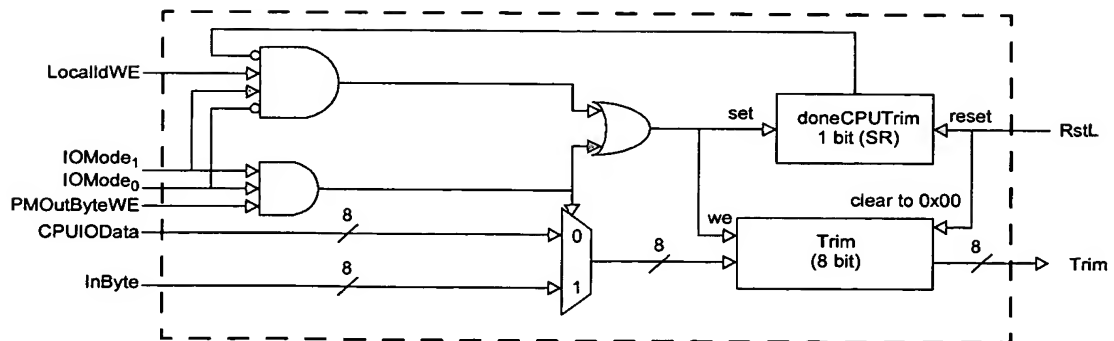 LocalIdWE
IOMode1
IOMode0
PMOutByteWE
CPUIOData
InByte
8
8
0
1
8
set
we
doneCPUTrim
1 bit (SR)
reset
RstL
clear to 0x00
Trim
(8 bit)
8
Trim